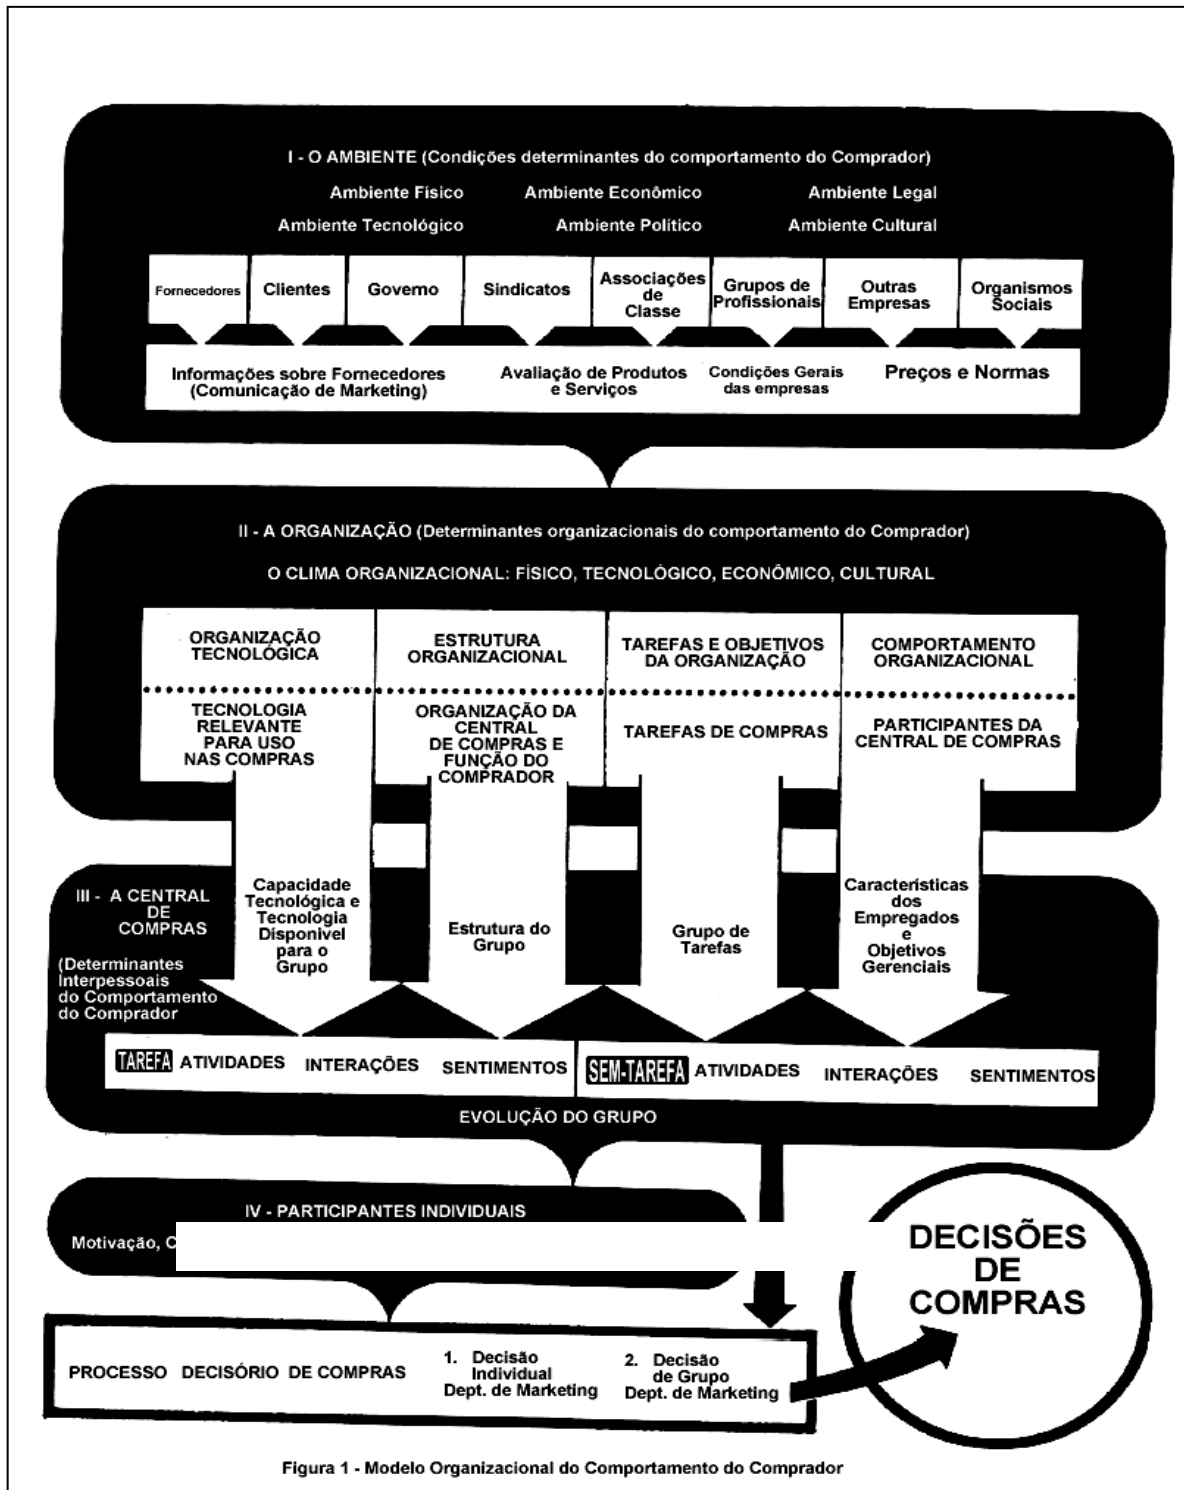 I - O AMBIENTE (Condições determinantes do comportamento do Comprador)
Ambiente Físico Ambiente Econômico Ambiente Legal
Ambiente Tecnológico Ambiente Político Ambiente Cultural
Fornecedores
Clientes
Governo
Sindicatos
Associações
de
Classe
Grupos de
Profissionais
Outras
Empresas
Organismos
Sociais
Informações sobre Fornecedores
(Comunicação de Marketing)
Avaliação de Produtos
e Serviços
Condições Gerais
das empresas
Preços e Normas
II - A ORGANIZAÇÃO (Determinantes organizacionais do comportamento do Comprador)
O CLIMA ORGANIZACIONAL: FÍSICO, TECNOLÓGICO, ECONÔMICO, CULTURAL
ORGANIZAÇÃO
TECNOLÓGICA
ESTRUTURA
ORGANIZACIONAL
TAREFAS E OBJETIVOS
DA ORGANIZAÇÃO
COMPORTAMENTO
ORGANIZACIONAL
TECNOLOGIA
RELEVANTE
PARA USO
NAS COMPRAS
ORGANIZAÇÃO DA
CENTRAL
DE COMPRAS E
FUNÇÃO DO
COMPRADOR
TAREFAS DE COMPRAS
PARTICIPANTES DA
CENTRAL DE COMPRAS
III - A CENTRAL
DE
COMPRAS
(Determinantes
Interpessoais
do Comportamento
do Comprador
Capacidade
Tecnológica e
Tecnologia
Dísponivel
para o
Grupo
Estrutura do
Grupo
Grupo de
Tarefas
Características
dos
Empregados
e
Objetivos
Gerenciais
TAREFA ATIVIDADES INTERAÇÕES SENTIMENTOS
SEM-TAREFA ATIVIDADES INTERAÇÕES SENTIMENTOS
EVOLUÇÃO DO GRUPO
IV - PARTICIPANTES INDIVIDUAIS
Motivação,
DECISÕES
DE
COMPRAS
PROCESSO DECISÓRIO DE COMPRAS
1. Decisão
Individual
Dept. de Marketing
2. Decisão
de Grupo
Dept. de Marketing
Figura 1 - Modelo Organizacional do Comportamento do Comprador